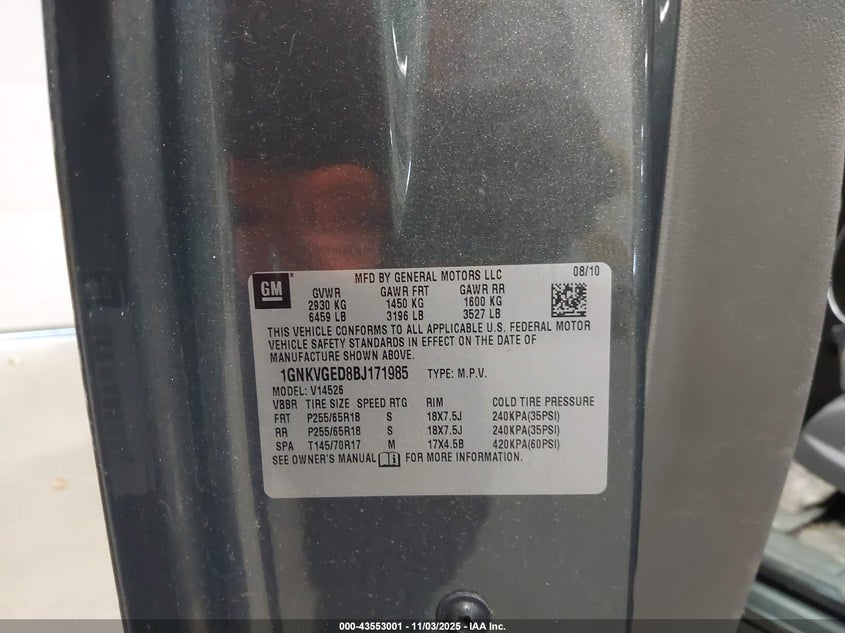 GM
MFD BY GENERAL MOTORS LLC 08/10
GVWR GAWR FRT GAWR RR
2930 KG 1450 KG 1600 KG
6459 LB 3196 LB 3527 LB
THIS VEHICLE CONFORMS TO ALL APPLICABLE U.S. FEDERAL MOTOR
VEHICLE SAFETY STANDARDS IN EFFECT ON THE DATE OF
MANUFACTURE SHOWN ABOVE.
1GNKVGED8BJ171985 TYPE: M.P.V.
MODEL: V14526
VBBR TIRE SIZE SPEED RTG RIM COLD TIRE PRESSURE
FRT P255/65R18 S 18X7.5J 240KPA(35PSI)
RR P255/65R18 S 18X7.5J 240KPA(35PSI)
SPA T145/70R17 M 17X4.5B 420KPA(60PSI)
SEE OWNER'S MANUAL FOR MORE INFORMATION.
000-43553001 - 11/03/2025 - IAA Inc.